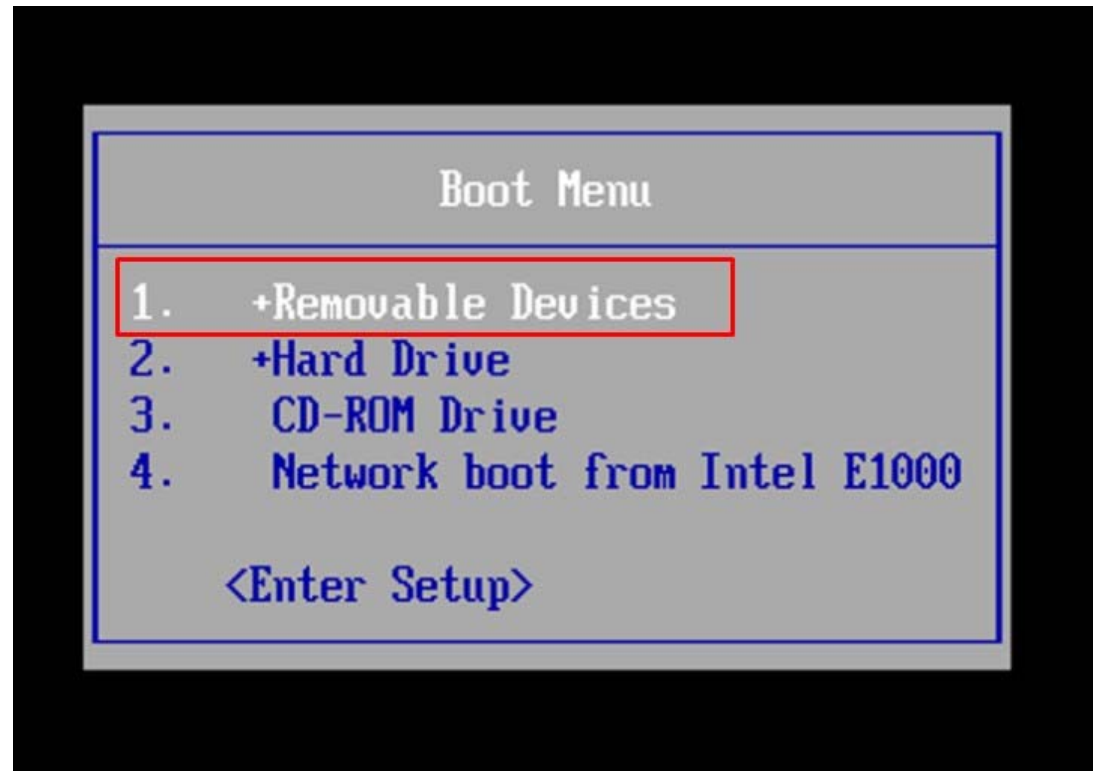 Boot Menu
1. +Removable Devices
2. +Hard Drive
3. CD-ROM Drive
4. Network boot from Intel E1000
<Enter Setup>